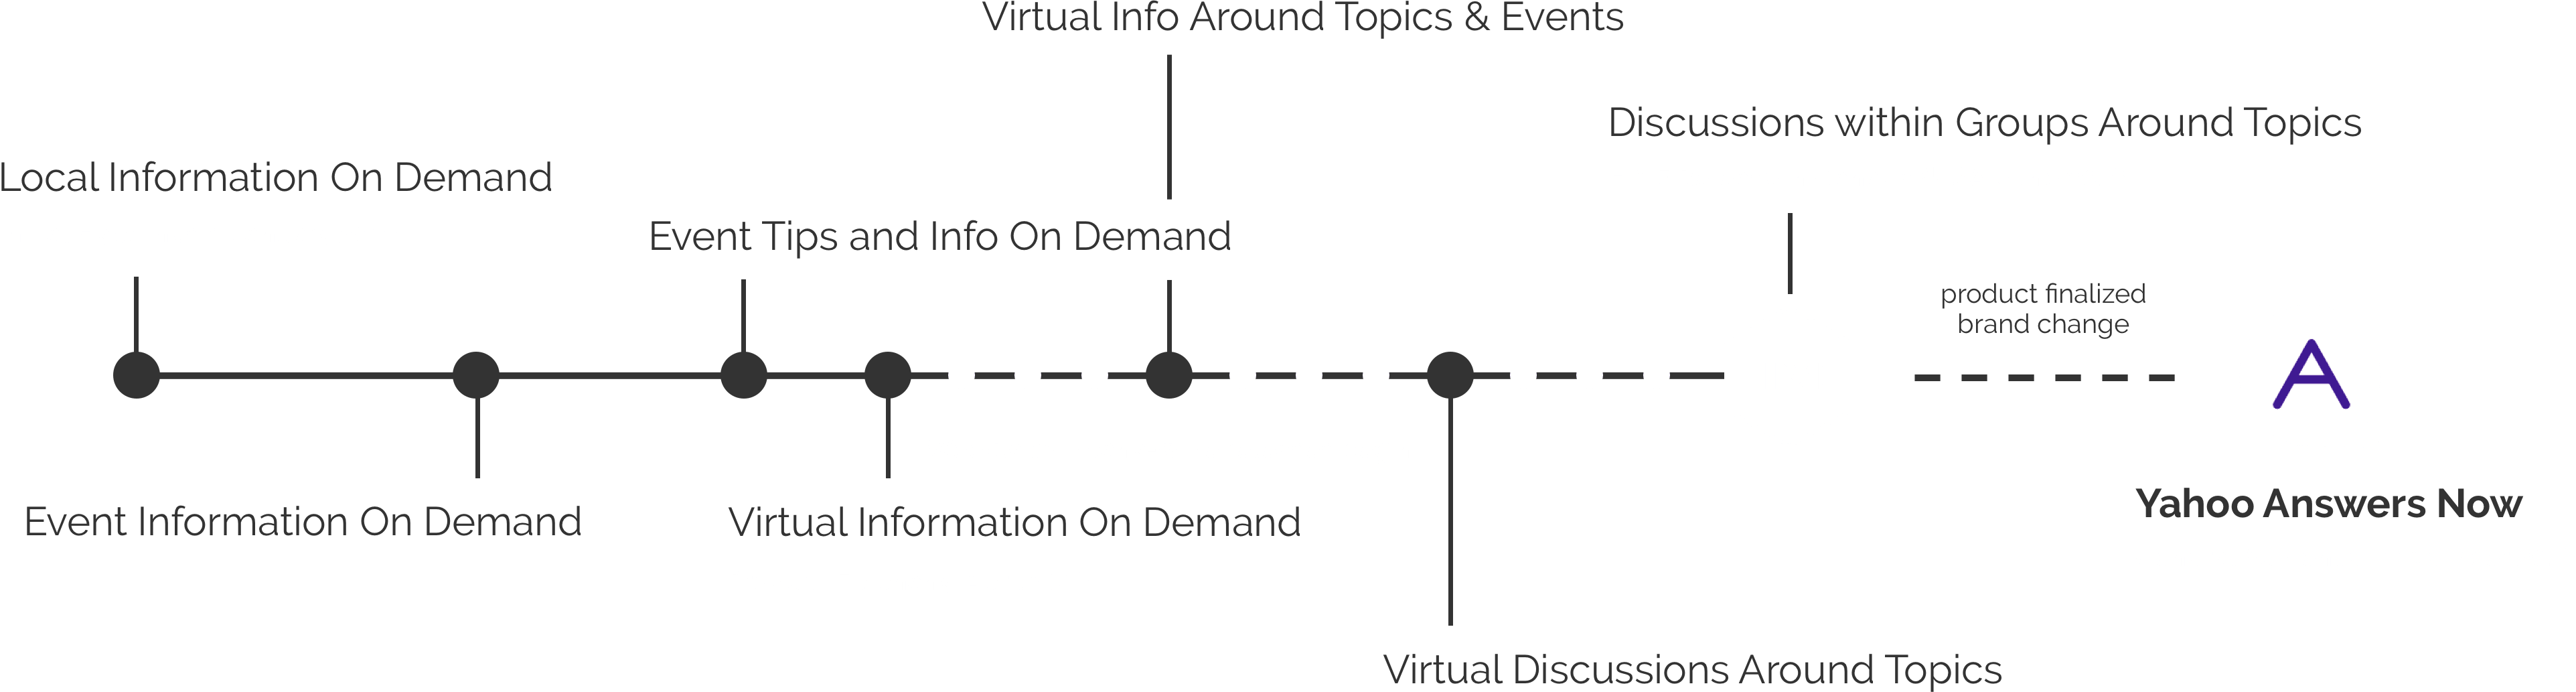 Virtual Info Around Topics & Events
Discussions within Groups Around Topics
Local Information On Demand
Event Tips and Info On Demand
product finalized
brand change
Yahoo Answers Now
Event Information On Demand
Virtual Information On Demand
Virtual Discussions Around Topics